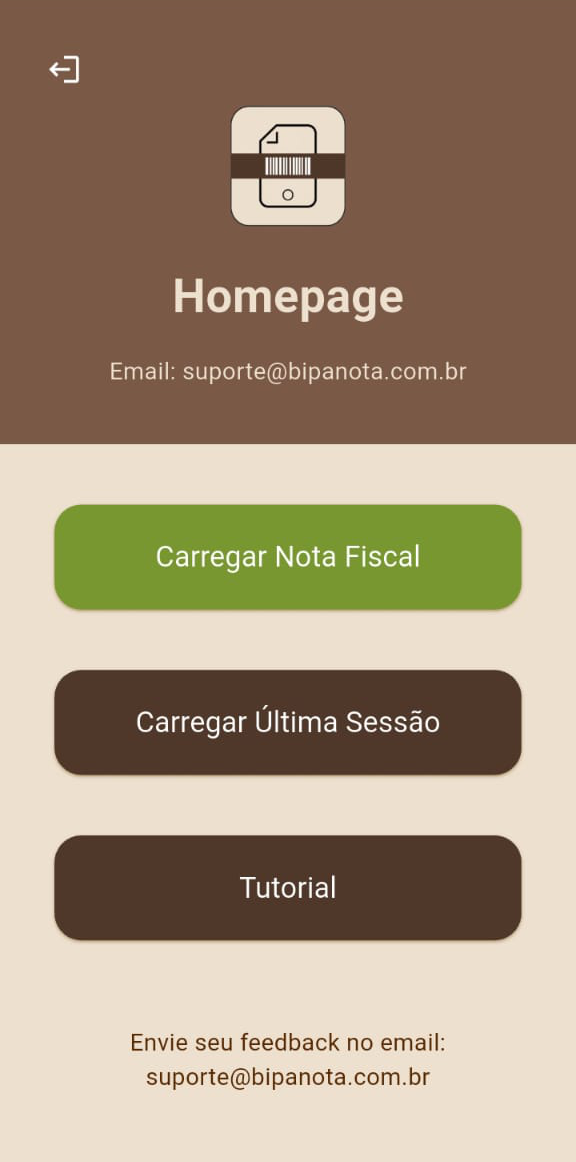 Homepage
Email: suporte@bipanota.com.br
Carregar Nota Fiscal
Carregar Última Sessão
Tutorial
Envie seu feedback no email:
suporte@bipanota.com.br